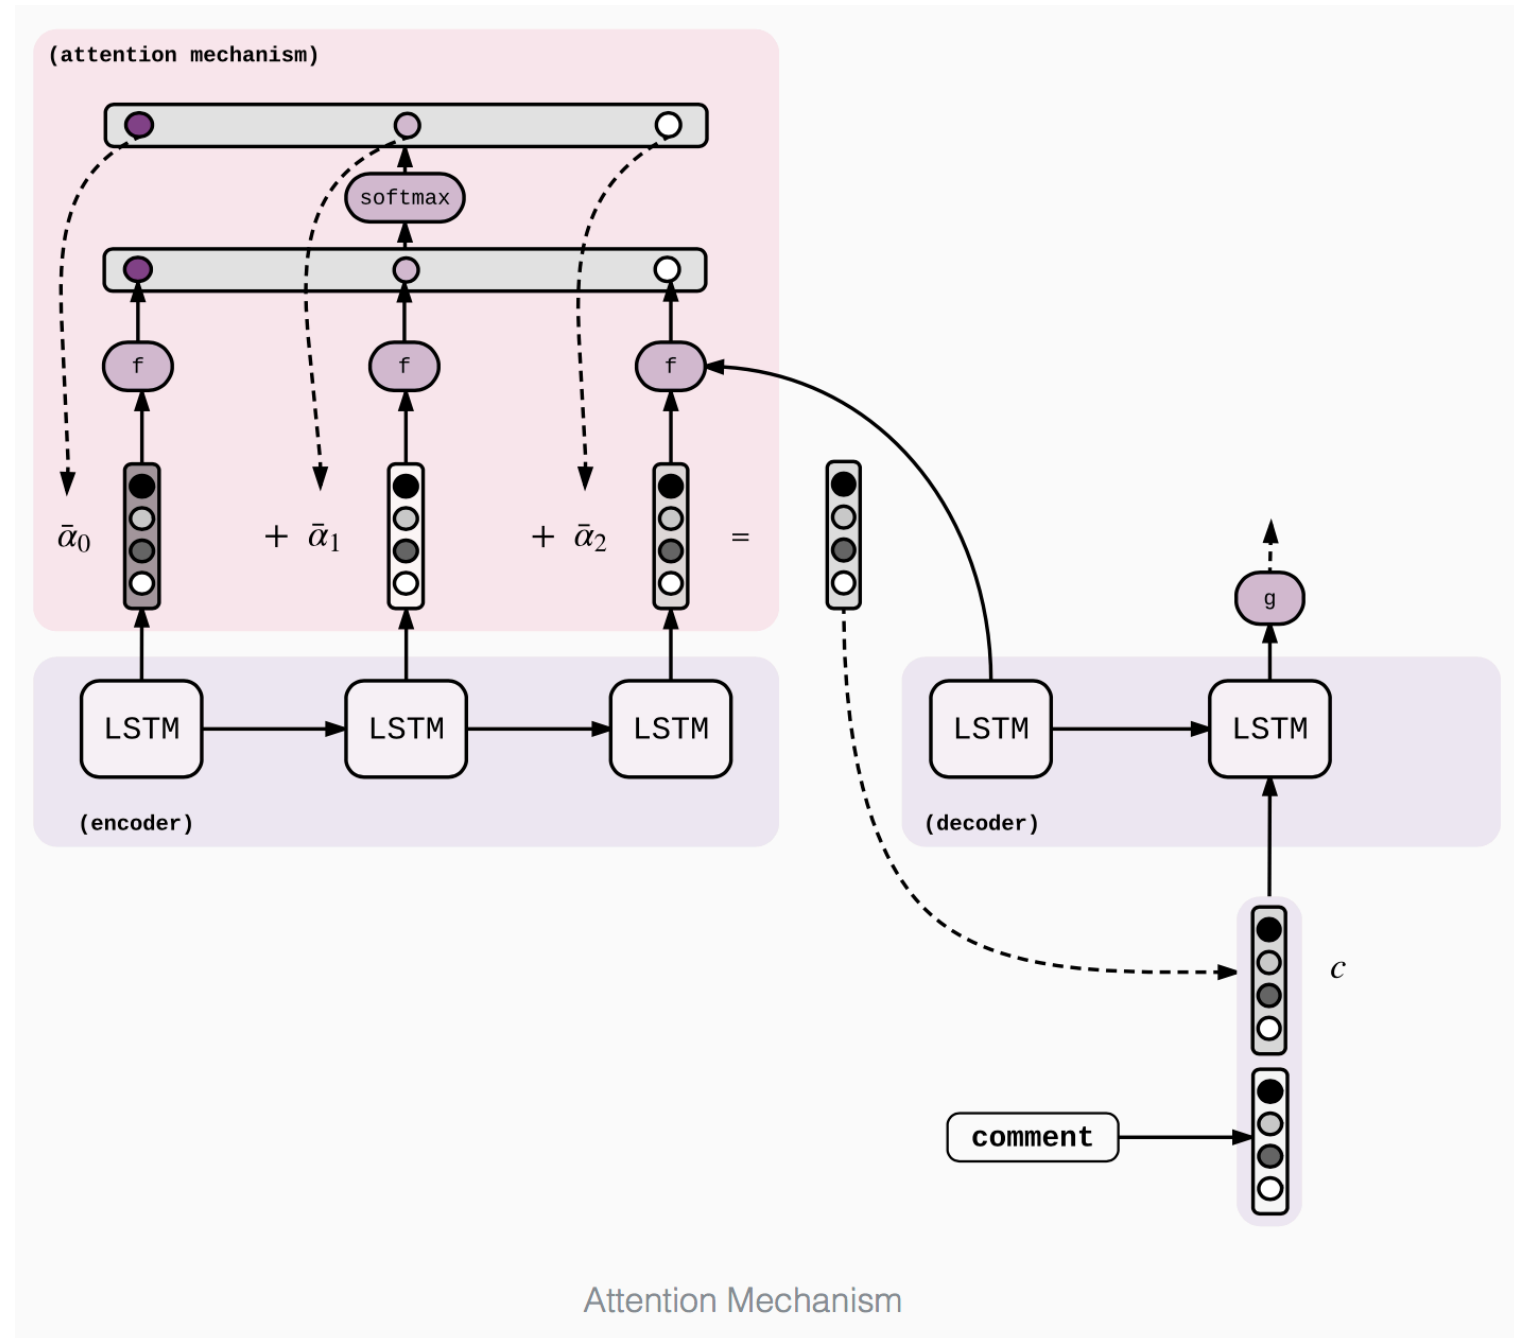 (attention mechanism)
softmax
f f f
ᾱ0 + ᾱ1 + ᾱ2 =
g
LSTM LSTM LSTM LSTM LSTM
(encoder) (decoder)
c
comment
Attention Mechanism